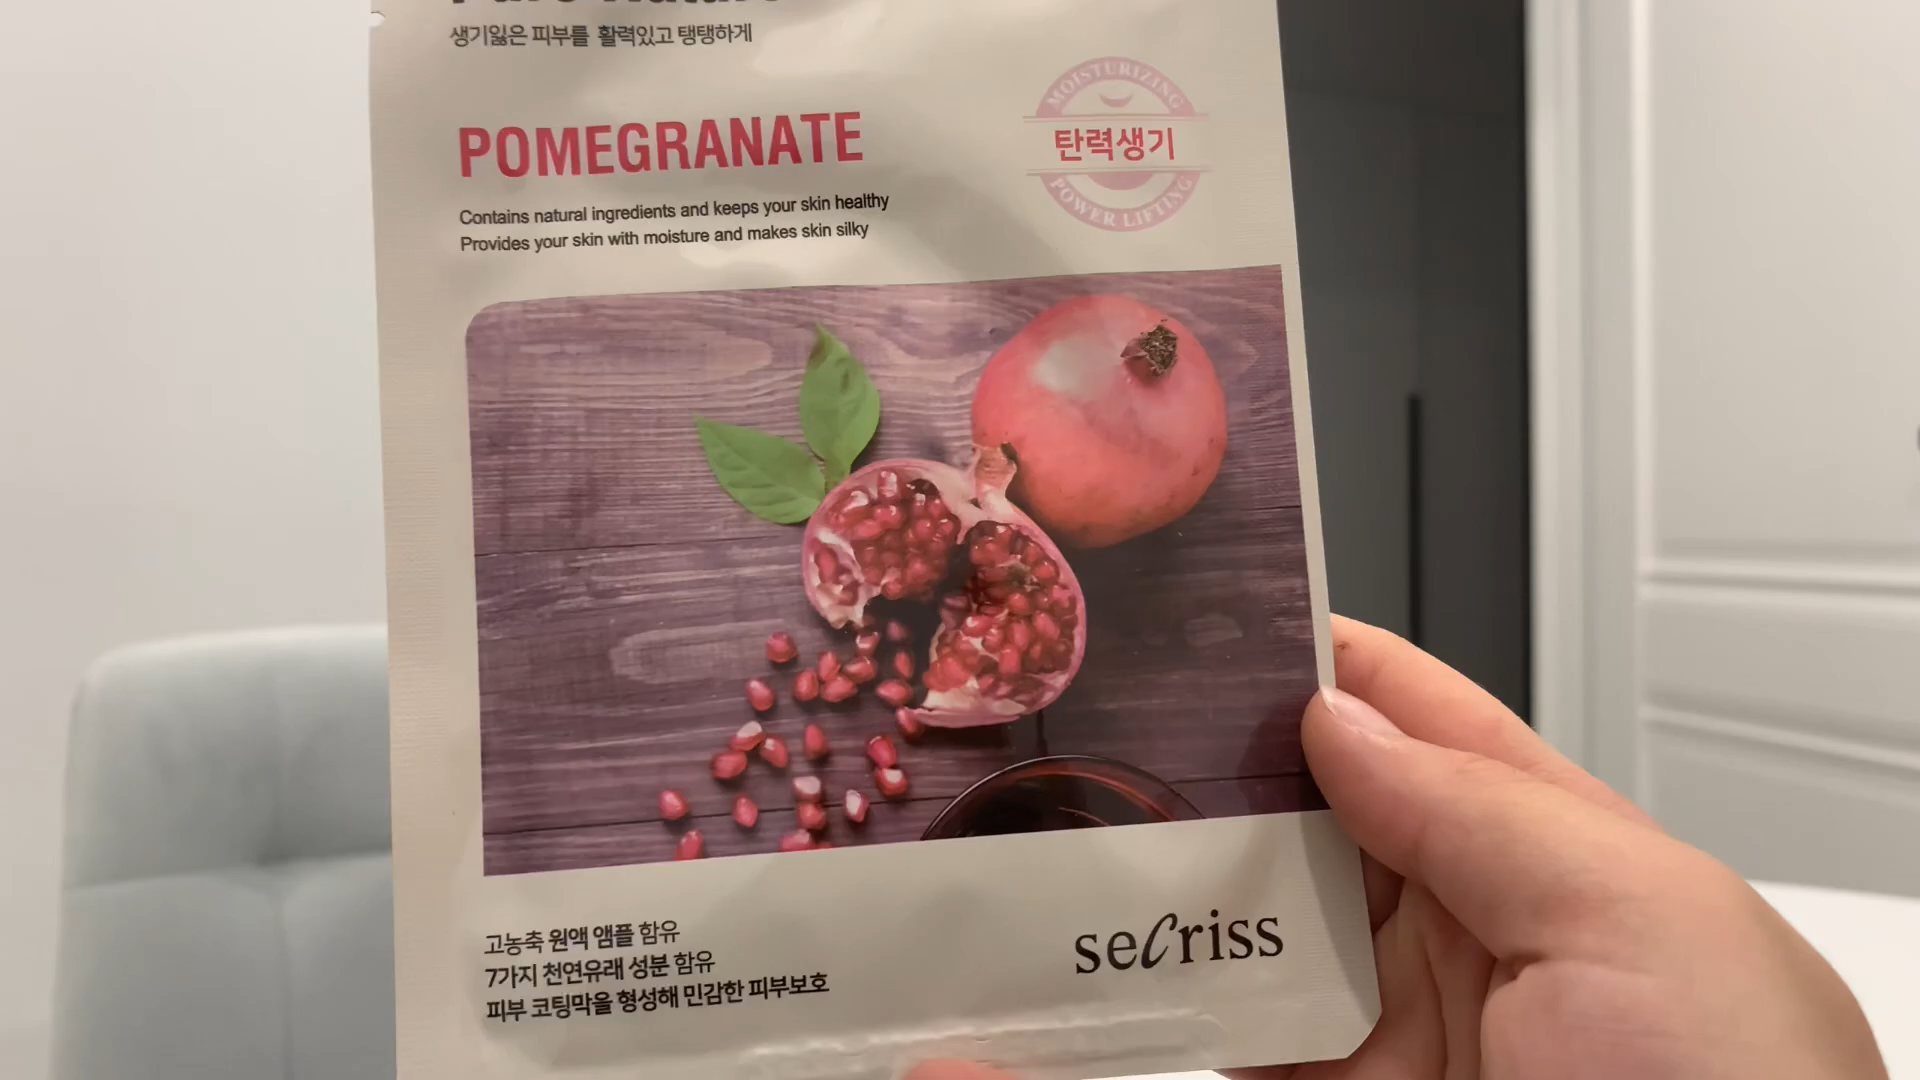 Pure Nature
생기잃은 피부를 활력있고 탱탱하게
POMEGRANATE
Contains natural ingredients and keeps your skin healthy
Provides your skin with moisture and makes skin silky
MOISTURIZING
탄력생기
POWER LIFTING
고농축 원액 앰플 함유
7가지 천연유래 성분 함유
피부 코팅막을 형성해 민감한 피부보호
secriss